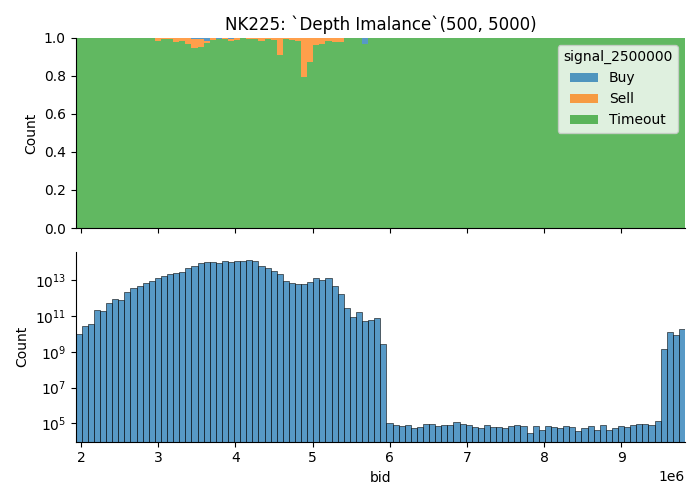 NK225: `Depth Imalance`(500, 5000)
1.0
0.8
0.6
0.4
0.2
0.0
Count
signal_2500000
Buy
Sell
Timeout
10^13
10^11
10^9
10^7
10^5
Count
2 3 4 5 6 7 8 9
1e6
bid